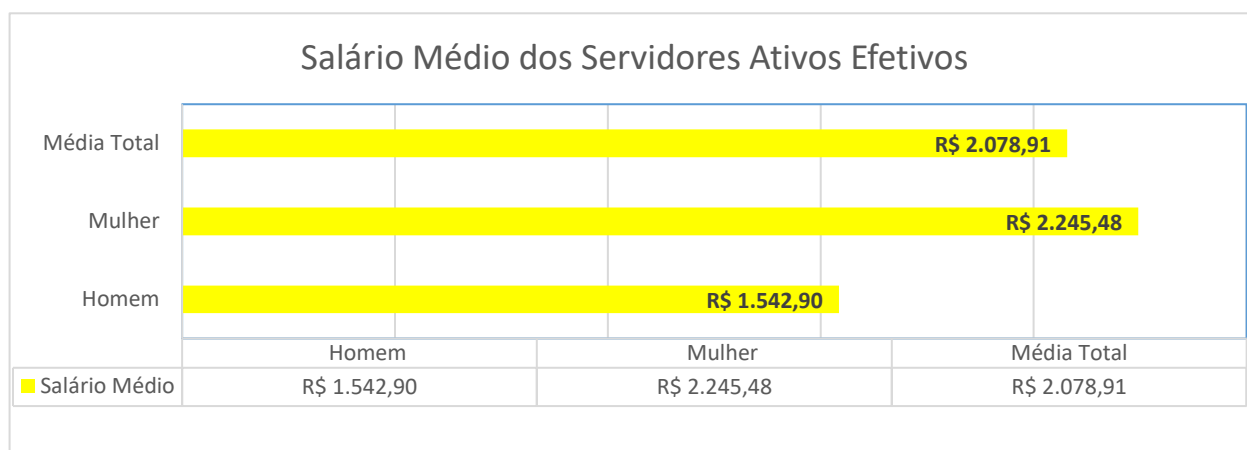 Salário Médio dos Servidores Ativos Efetivos
Média Total
R$ 2.078,91
Mulher
R$ 2.245,48
Homem
R$ 1.542,90
Homem Mulher Média Total
Salário Médio R$ 1.542,90 R$ 2.245,48 R$ 2.078,91